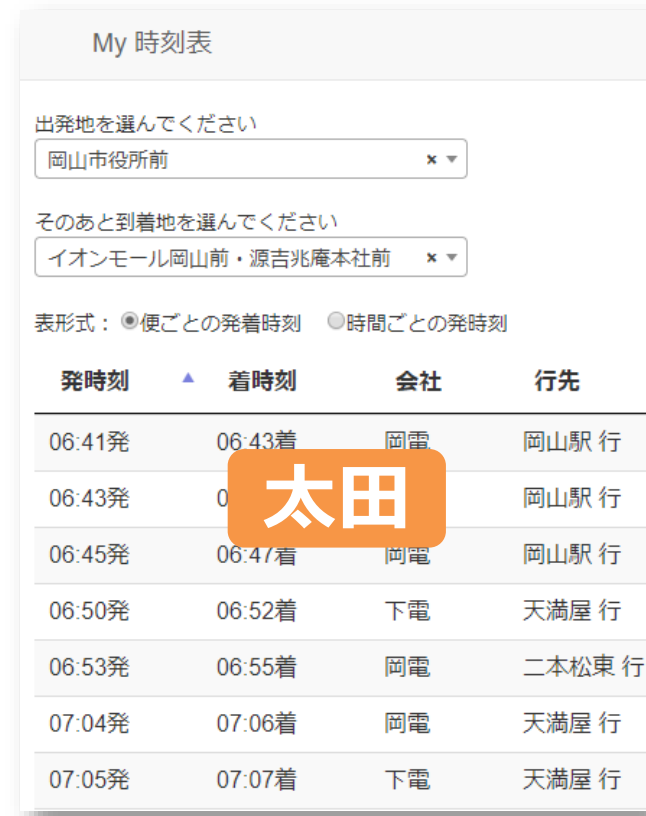 My 時刻表
出発地を選んでください
岡山市役所前 × ▼
そのあと到着地を選んでください
イオンモール岡山前・源吉兆庵本社前 × ▼
表形式： ◉便ごとの発着時刻 ○時間ごとの発時刻
発時刻 ▲ 着時刻 会社 行先
06:41発 06:43着 岡電 岡山駅 行
太田
06:43発 岡山駅 行
06:45発 06:47着 岡電 岡山駅 行
06:50発 06:52着 下電 天満屋 行
06:53発 06:55着 岡電 二本松東 行
07:04発 07:06着 岡電 天満屋 行
07:05発 07:07着 下電 天満屋 行